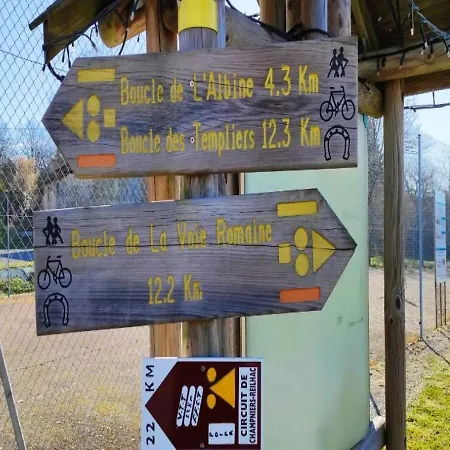 Boucle de L'Albine 4.3 Km
Boucle des Templiers 12.3 Km
Boucle de La Voie Romaine
12.2 Km
22 KM
CIRCUIT DE
CHAMPNIERS-REILHAC